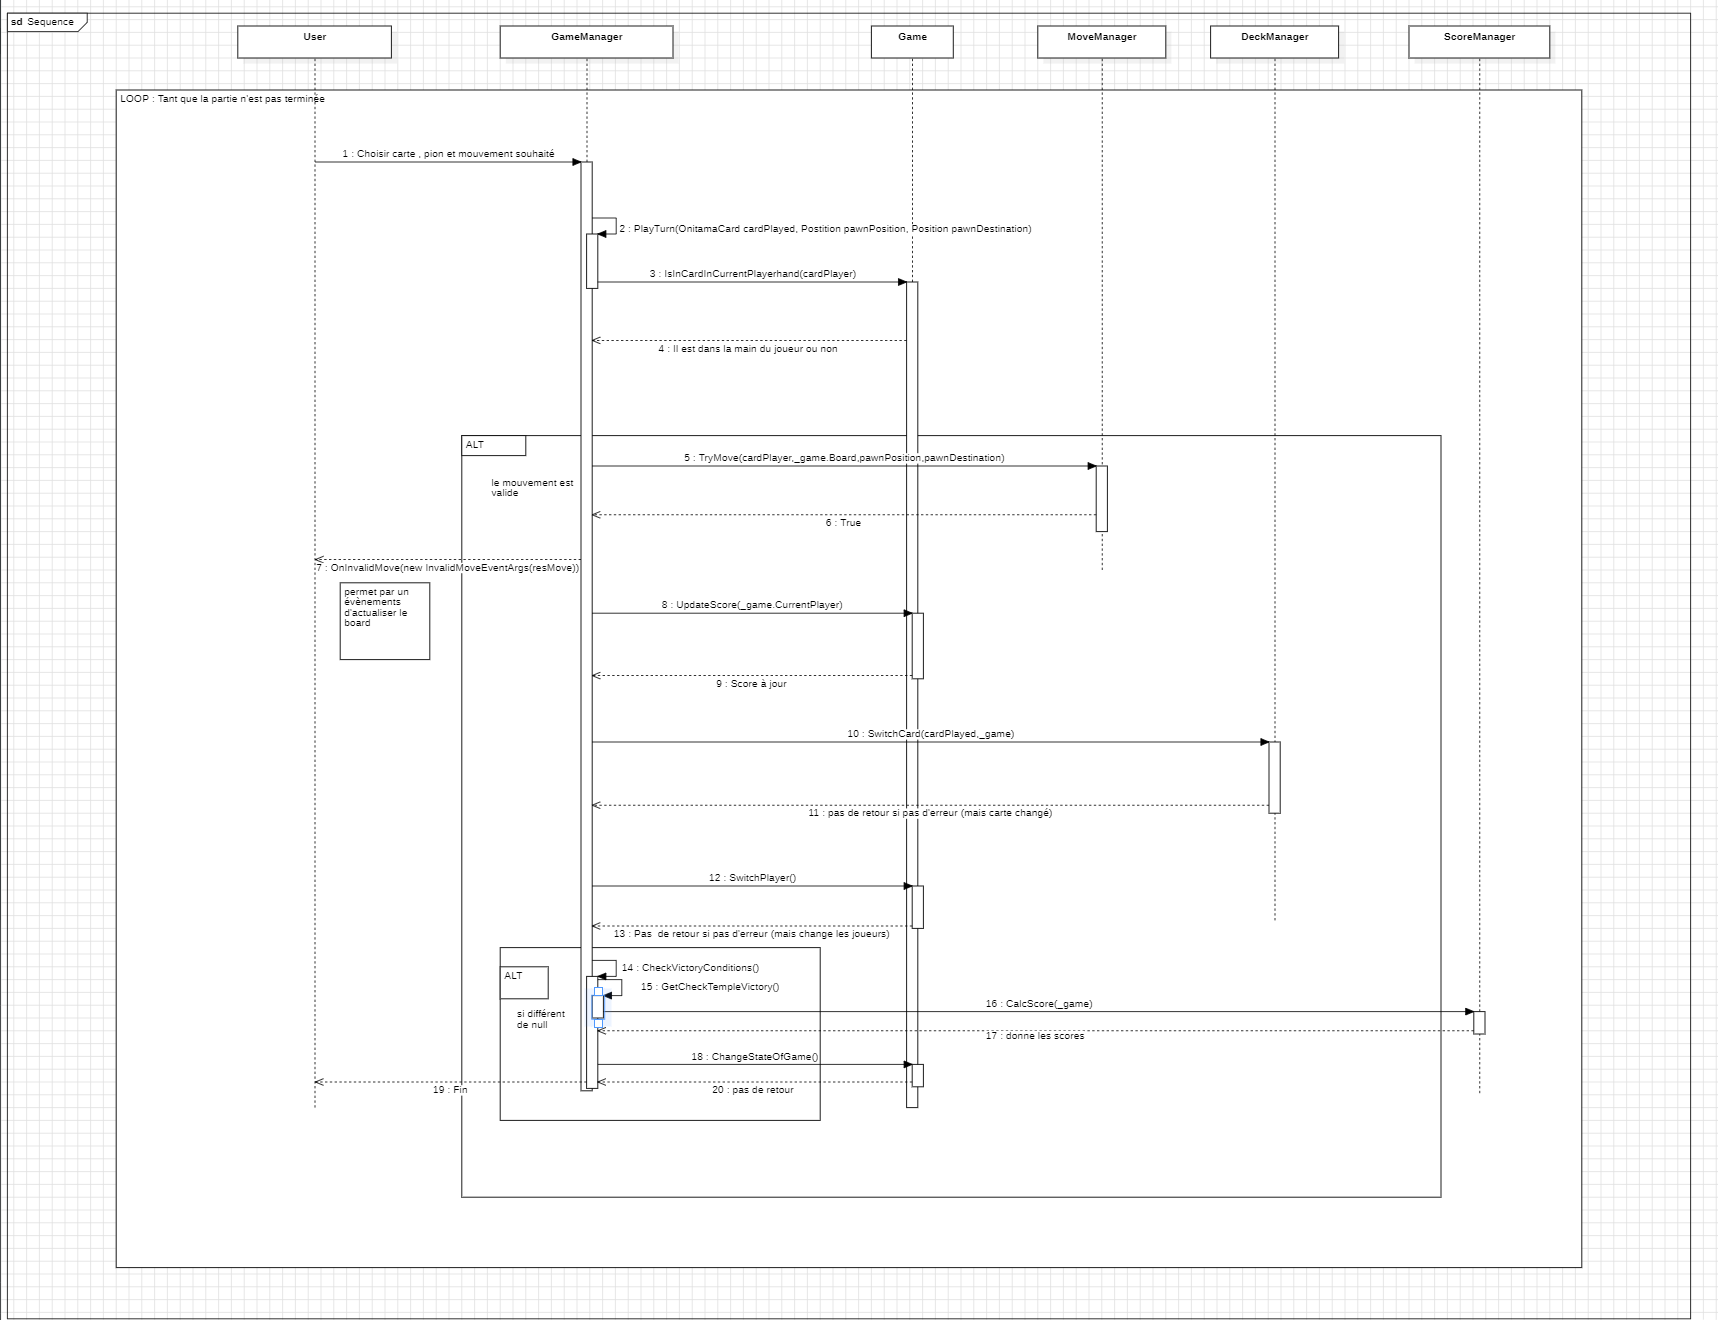 sd Sequence
User
GameManager
Game
MoveManager
DeckManager
ScoreManager
LOOP : Tant que la partie n'est pas terminée
1 : Choisir carte , pion et mouvement souhaité
2 : PlayTurn(OnitamaCard cardPlayed, Postition pawnPosition, Position pawnDestination)
3 : IsInCardInCurrentPlayerhand(cardPlayer)
4 : Il est dans la main du joueur ou non
ALT
5 : TryMove(cardPlayer,_game.Board,pawnPosition,pawnDestination)
le mouvement est
valide
6 : True
7 : OnInvalidMove(new InvalidMoveEventArgs(resMove))
permet par un
évènements
d'actualiser le
board
8 : UpdateScore(_game.CurrentPlayer)
9 : Score à jour
10 : SwitchCard(cardPlayed,_game)
11 : pas de retour si pas d'erreur (mais carte changé)
12 : SwitchPlayer()
13 : Pas  de retour si pas d'erreur (mais change les joueurs)
14 : CheckVictoryConditions()
ALT
15 : GetCheckTempleVictory()
16 : CalcScore(_game)
si différent
de null
17 : donne les scores
18 : ChangeStateOfGame()
19 : Fin
20 : pas de retour